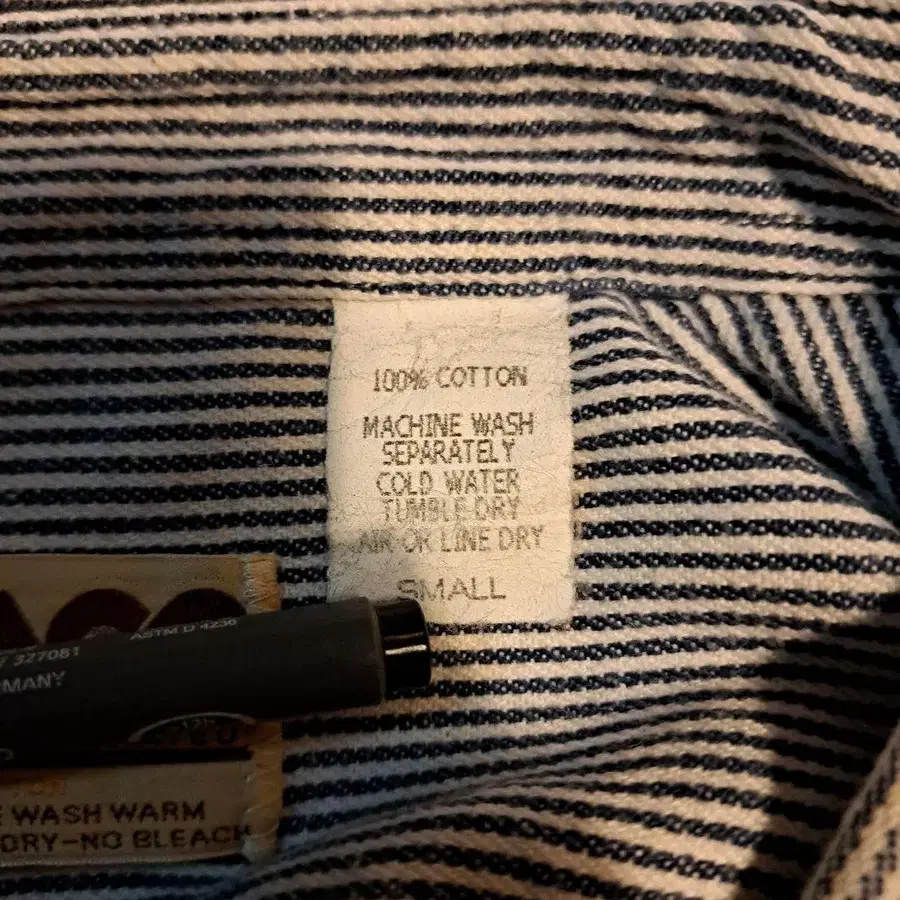 100% COTTON
MACHINE WASH
SEPARATELY
COLD WATER
TUMBLE DRY
AIR OR LINE DRY
SMALL
ASTM D 4236
327081
MANY
WASH WARM
DRY-NO BLEACH